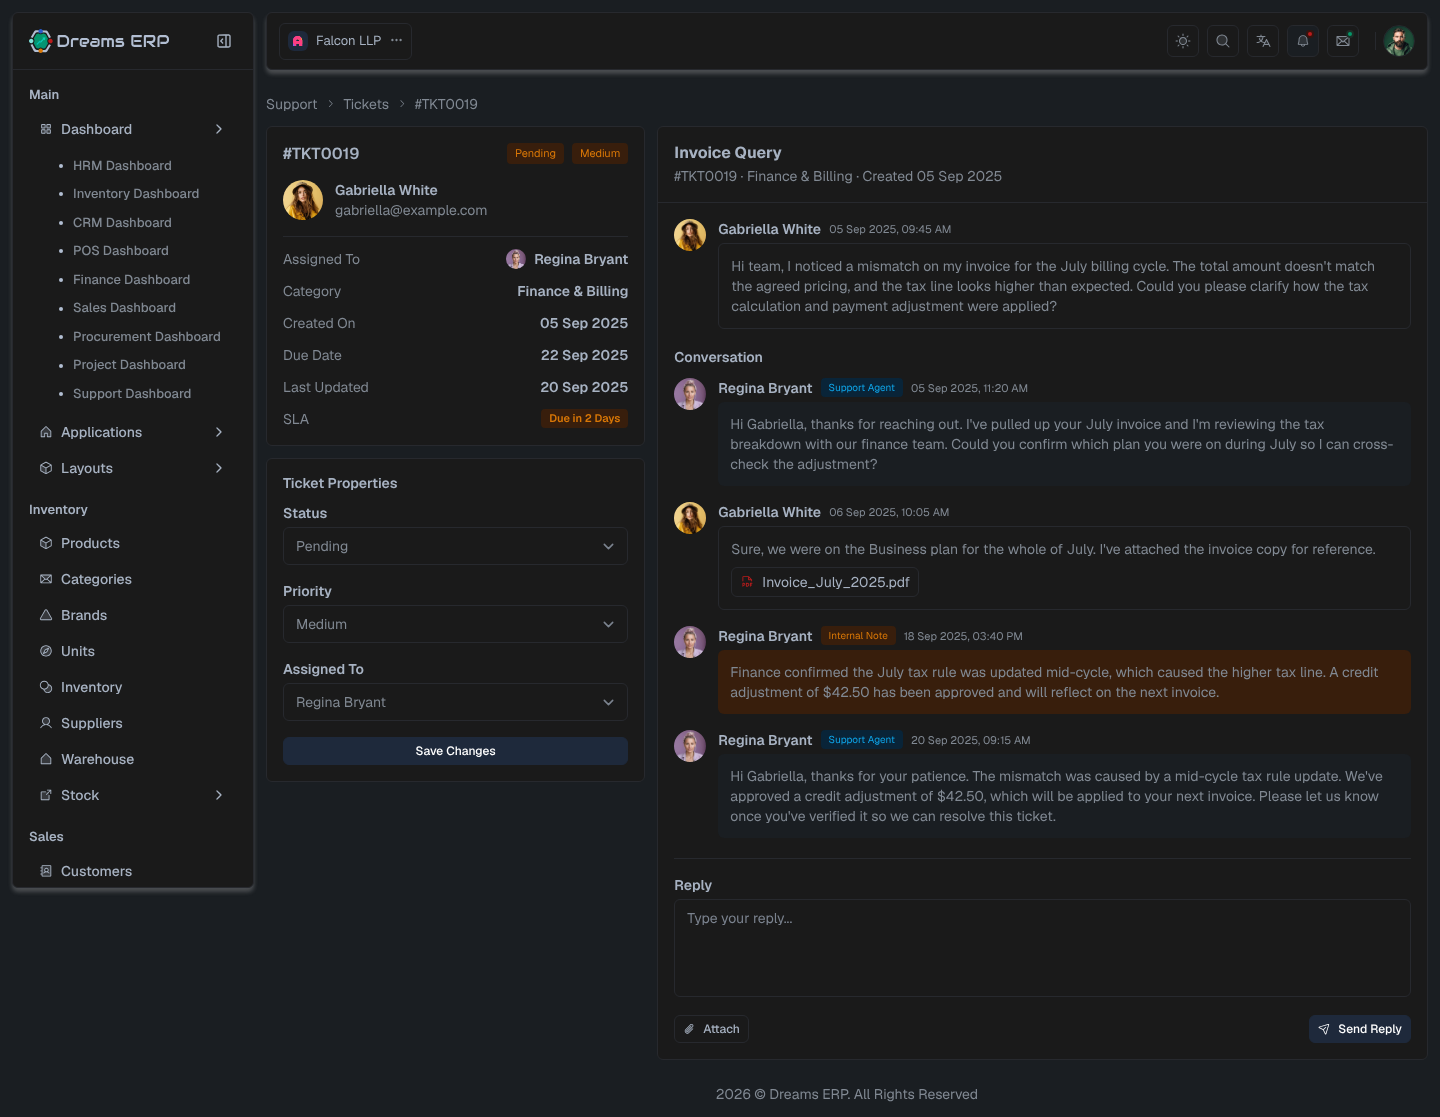 Dreams ERP
Falcon LLP
Main
Dashboard
HRM Dashboard
Inventory Dashboard
CRM Dashboard
POS Dashboard
Finance Dashboard
Sales Dashboard
Procurement Dashboard
Project Dashboard
Support Dashboard
Applications
Layouts
Inventory
Products
Categories
Brands
Units
Inventory
Suppliers
Warehouse
Stock
Sales
Customers
Support > Tickets > #TKT0019
#TKT0019 Pending Medium
Gabriella White
gabriella@example.com
Assigned To Regina Bryant
Category Finance & Billing
Created On 05 Sep 2025
Due Date 22 Sep 2025
Last Updated 20 Sep 2025
SLA Due in 2 Days
Ticket Properties
Status
Pending
Priority
Medium
Assigned To
Regina Bryant
Save Changes
Invoice Query
#TKT0019 · Finance & Billing · Created 05 Sep 2025
Gabriella White 05 Sep 2025, 09:45 AM
Hi team, I noticed a mismatch on my invoice for the July billing cycle. The total amount doesn't match
the agreed pricing, and the tax line looks higher than expected. Could you please clarify how the tax
calculation and payment adjustment were applied?
Conversation
Regina Bryant Support Agent 05 Sep 2025, 11:20 AM
Hi Gabriella, thanks for reaching out. I've pulled up your July invoice and I'm reviewing the tax
breakdown with our finance team. Could you confirm which plan you were on during July so I can cross-
check the adjustment?
Gabriella White 06 Sep 2025, 10:05 AM
Sure, we were on the Business plan for the whole of July. I've attached the invoice copy for reference.
PDF Invoice_July_2025.pdf
Regina Bryant Internal Note 18 Sep 2025, 03:40 PM
Finance confirmed the July tax rule was updated mid-cycle, which caused the higher tax line. A credit
adjustment of $42.50 has been approved and will reflect on the next invoice.
Regina Bryant Support Agent 20 Sep 2025, 09:15 AM
Hi Gabriella, thanks for your patience. The mismatch was caused by a mid-cycle tax rule update. We've
approved a credit adjustment of $42.50, which will be applied to your next invoice. Please let us know
once you've verified it so we can resolve this ticket.
Reply
Type your reply...
Attach
Send Reply
2026 © Dreams ERP. All Rights Reserved